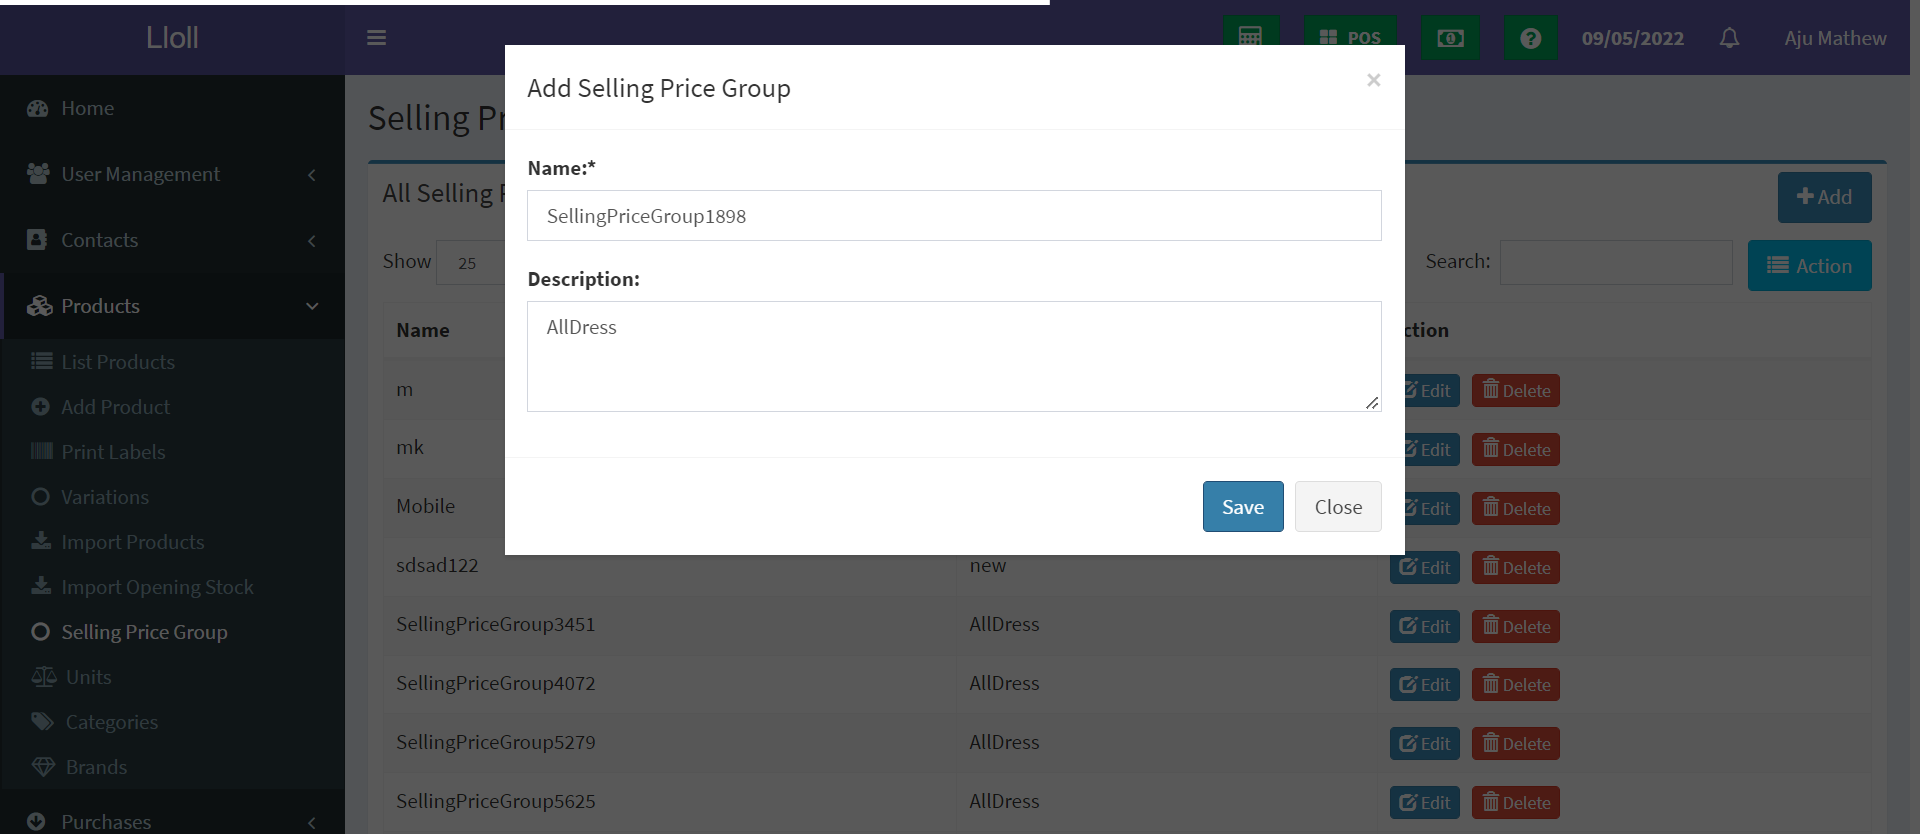 Lloll
POS
09/05/2022
Aju Mathew
Home
User Management
Contacts
Products
List Products
Add Product
Print Labels
Variations
Import Products
Import Opening Stock
Selling Price Group
Units
Categories
Brands
Purchases
Selling Pr
All Selling
Add
Show 25
Search:
Action
Name
ction
m
Edit Delete
mk
Edit Delete
Mobile
Edit Delete
sdsad122 new Edit Delete
SellingPriceGroup3451 AllDress Edit Delete
SellingPriceGroup4072 AllDress Edit Delete
SellingPriceGroup5279 AllDress Edit Delete
SellingPriceGroup5625 AllDress Edit Delete
Add Selling Price Group
×
Name:*
SellingPriceGroup1898
Description:
AllDress
Save Close